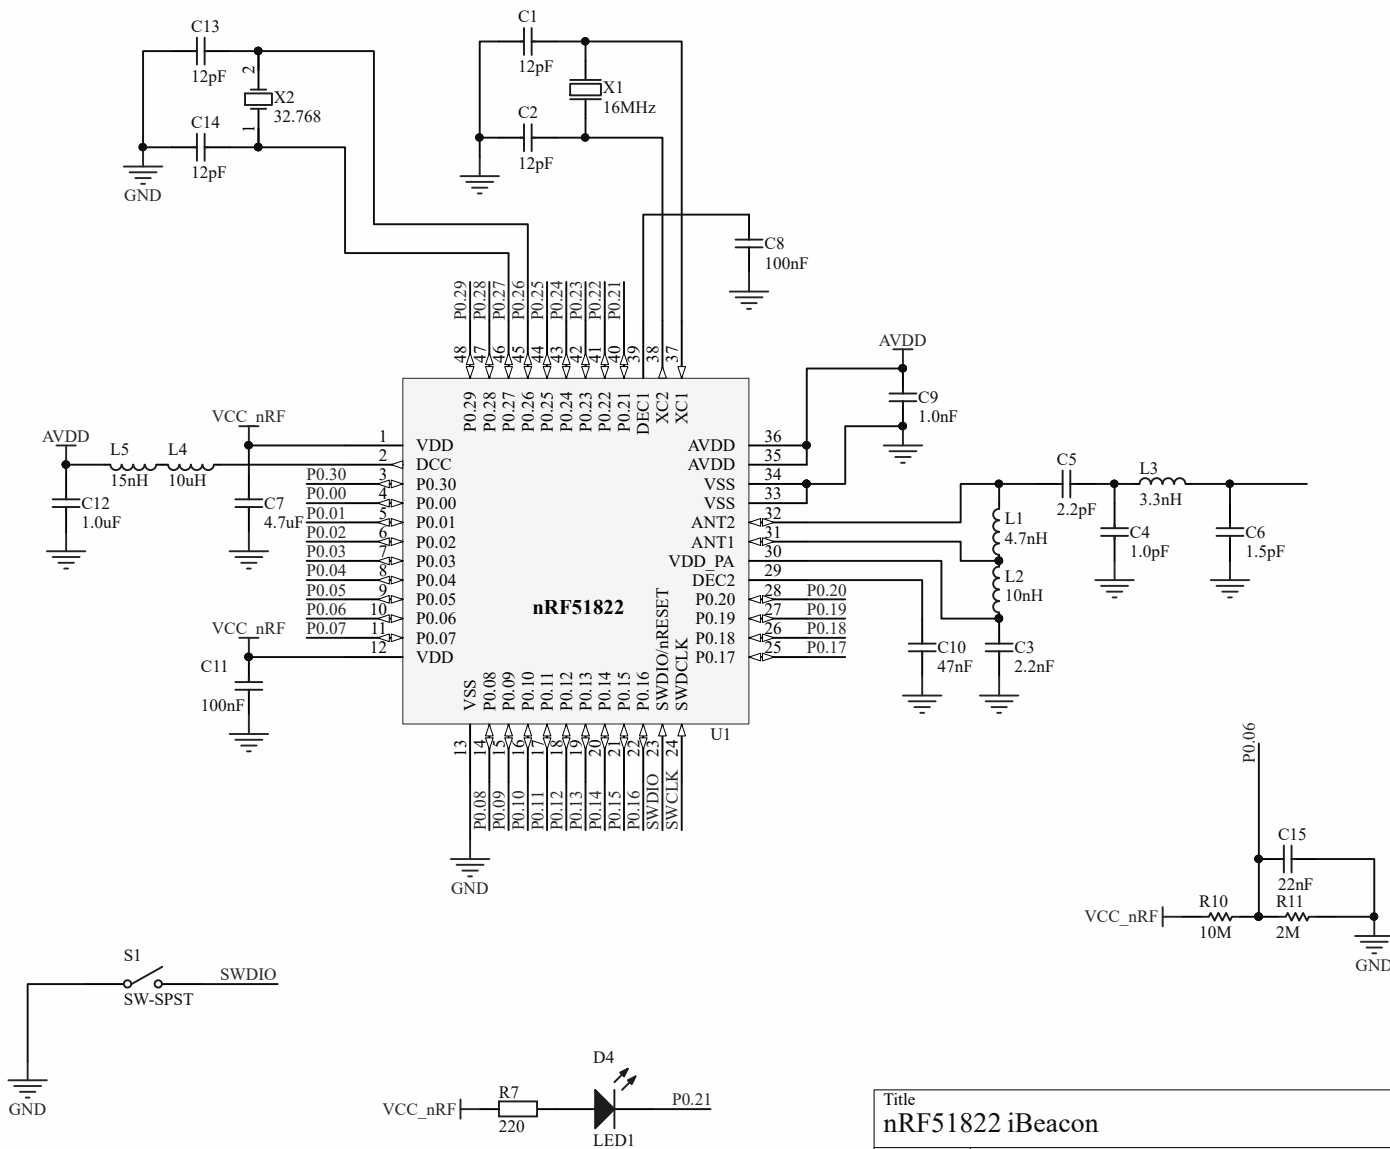 C13
12pF
2
X2
32.768
1
C14
12pF
GND
C1
12pF
X1
16MHz
C2
12pF
C8
100nF
P0.29
P0.28
P0.27
P0.26
P0.25
P0.24
P0.23
P0.22
P0.21
48
47
46
45
44
43
42
41
40
39
38
37
P0.29
P0.28
P0.27
P0.26
P0.25
P0.24
P0.23
P0.22
P0.21
DEC1
XC2
XC1
AVDD
C9
1.0nF
VCC_nRF
AVDD
L5
15nH
L4
10uH
C12
1.0uF
C7
4.7uF
1
2
3
4
5
6
7
8
9
10
11
12
P0.30
P0.00
P0.01
P0.02
P0.03
P0.04
P0.05
P0.06
P0.07
VDD
DCC
P0.30
P0.00
P0.01
P0.02
P0.03
P0.04
P0.05
P0.06
P0.07
VDD
VCC_nRF
C11
100nF
nRF51822
AVDD
AVDD
VSS
VSS
ANT2
ANT1
VDD_PA
DEC2
P0.20
P0.19
P0.18
P0.17
36
35
34
33
32
31
30
29
28
27
26
25
P0.20
P0.19
P0.18
P0.17
C5
2.2pF
L3
3.3nH
L1
4.7nH
C4
1.0pF
C6
1.5pF
L2
10nH
C10
47nF
C3
2.2nF
VSS
P0.08
P0.09
P0.10
P0.11
P0.12
P0.13
P0.14
P0.15
P0.16
SWDIO/nRESET
SWDCLK
U1
13
14
15
16
17
18
19
20
21
22
23
24
P0.08
P0.09
P0.10
P0.11
P0.12
P0.13
P0.14
P0.15
P0.16
SWDIO
SWCLK
GND
P0.06
C15
22nF
VCC_nRF
R10
10M
R11
2M
GND
S1
SWDIO
SW-SPST
GND
D4
VCC_nRF
R7
220
P0.21
LED1
Title
nRF51822 iBeacon